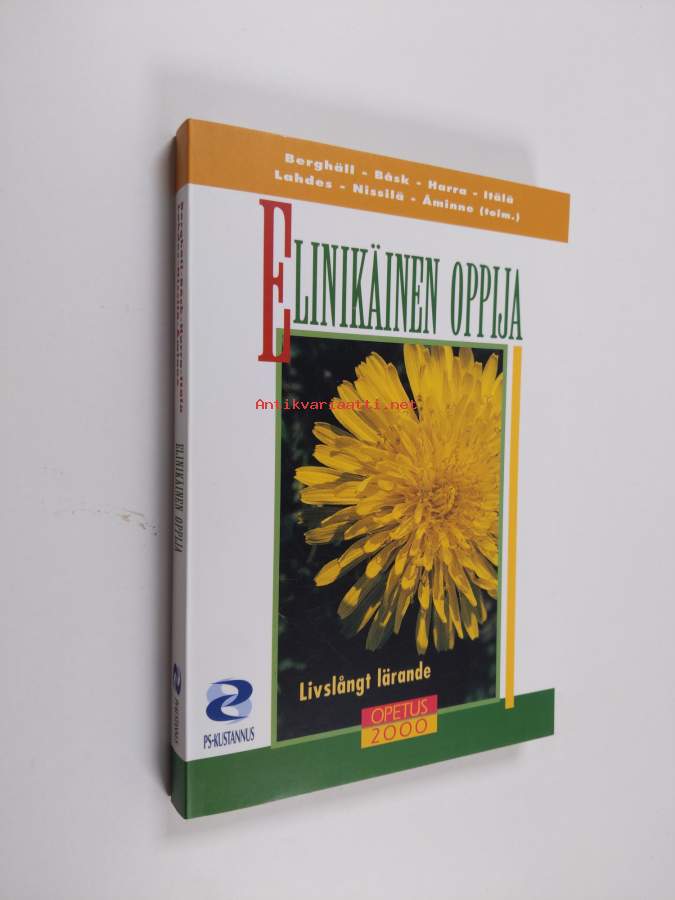 Berghäll - Båsk - Harra - Itälä
Lahdes - Nissilä - Åminne (toim.)
ELINIKÄINEN OPPIJA
Antikvariaatti.net
Livslångt lärande
OPETUS
2000
PS-KUSTANNUS
ELINIKÄINEN OPPIJA